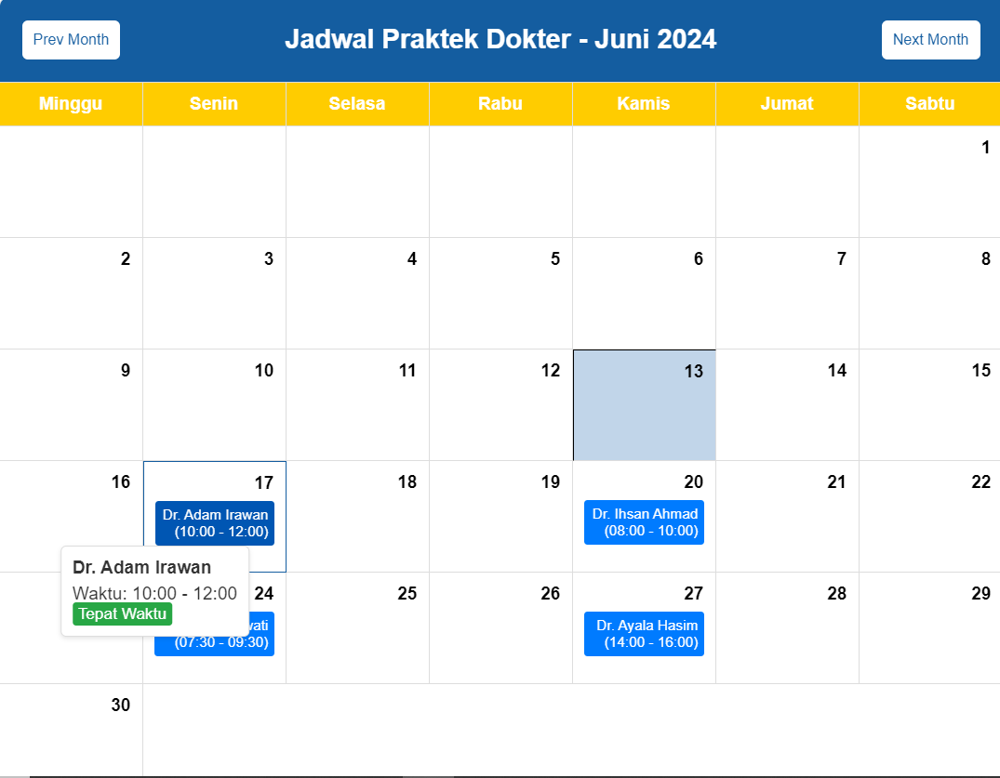 Prev Month
Jadwal Praktek Dokter - Juni 2024
Next Month
Minggu Senin Selasa Rabu Kamis Jumat Sabtu
1
2 3 4 5 6 7 8
9 10 11 12 13 14 15
16 17 18 19 20 21 22
Dr. Adam Irawan
(10:00 - 12:00)
Dr. Ihsan Ahmad
(08:00 - 10:00)
Dr. Adam Irawan
Waktu: 10:00 - 12:00
Tepat Waktu
24 25 26 27 28 29
(07:30 - 09:30)
Dr. Ayala Hasim
(14:00 - 16:00)
30